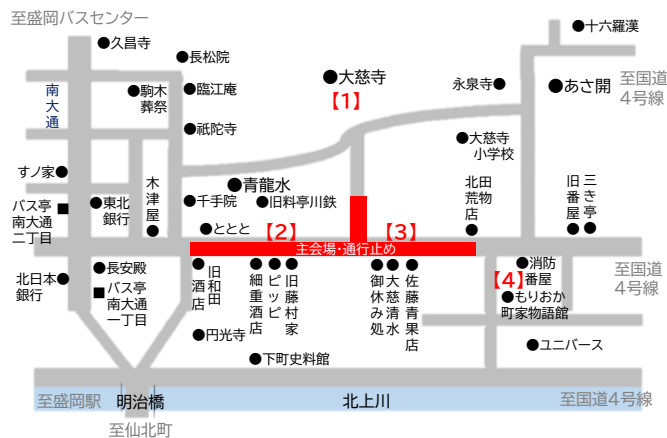 至盛岡バスセンター
●久昌寺
●十六羅漢
●長松院
●大慈寺
永泉寺●
●あさ開
至国道
4号線
南大通
●駒木
葬祭
●臨江庵
【1】
●祇陀寺
●大慈寺
小学校
すノ家●
木津屋
●青龍水
北田荒物店
旧番屋
三き亭
バス亭
南大通
二丁目
●東北
銀行
●千手院
●旧料亭川鉄
●ととと
【2】
【3】
主会場・通行止め
北日本●
銀行
●長安殿
■バス亭
南大通
一丁目
旧和田酒店
細重酒店
ピッピ
旧藤村家
御休み処
大慈清水
佐藤青果店
●消防
番屋
【4】
●もりおか
町家物語館
至国道
4号線
●円光寺
●下町史料館
●ユニバース
至盛岡駅
明治橋
北上川
至国道4号線
至仙北町